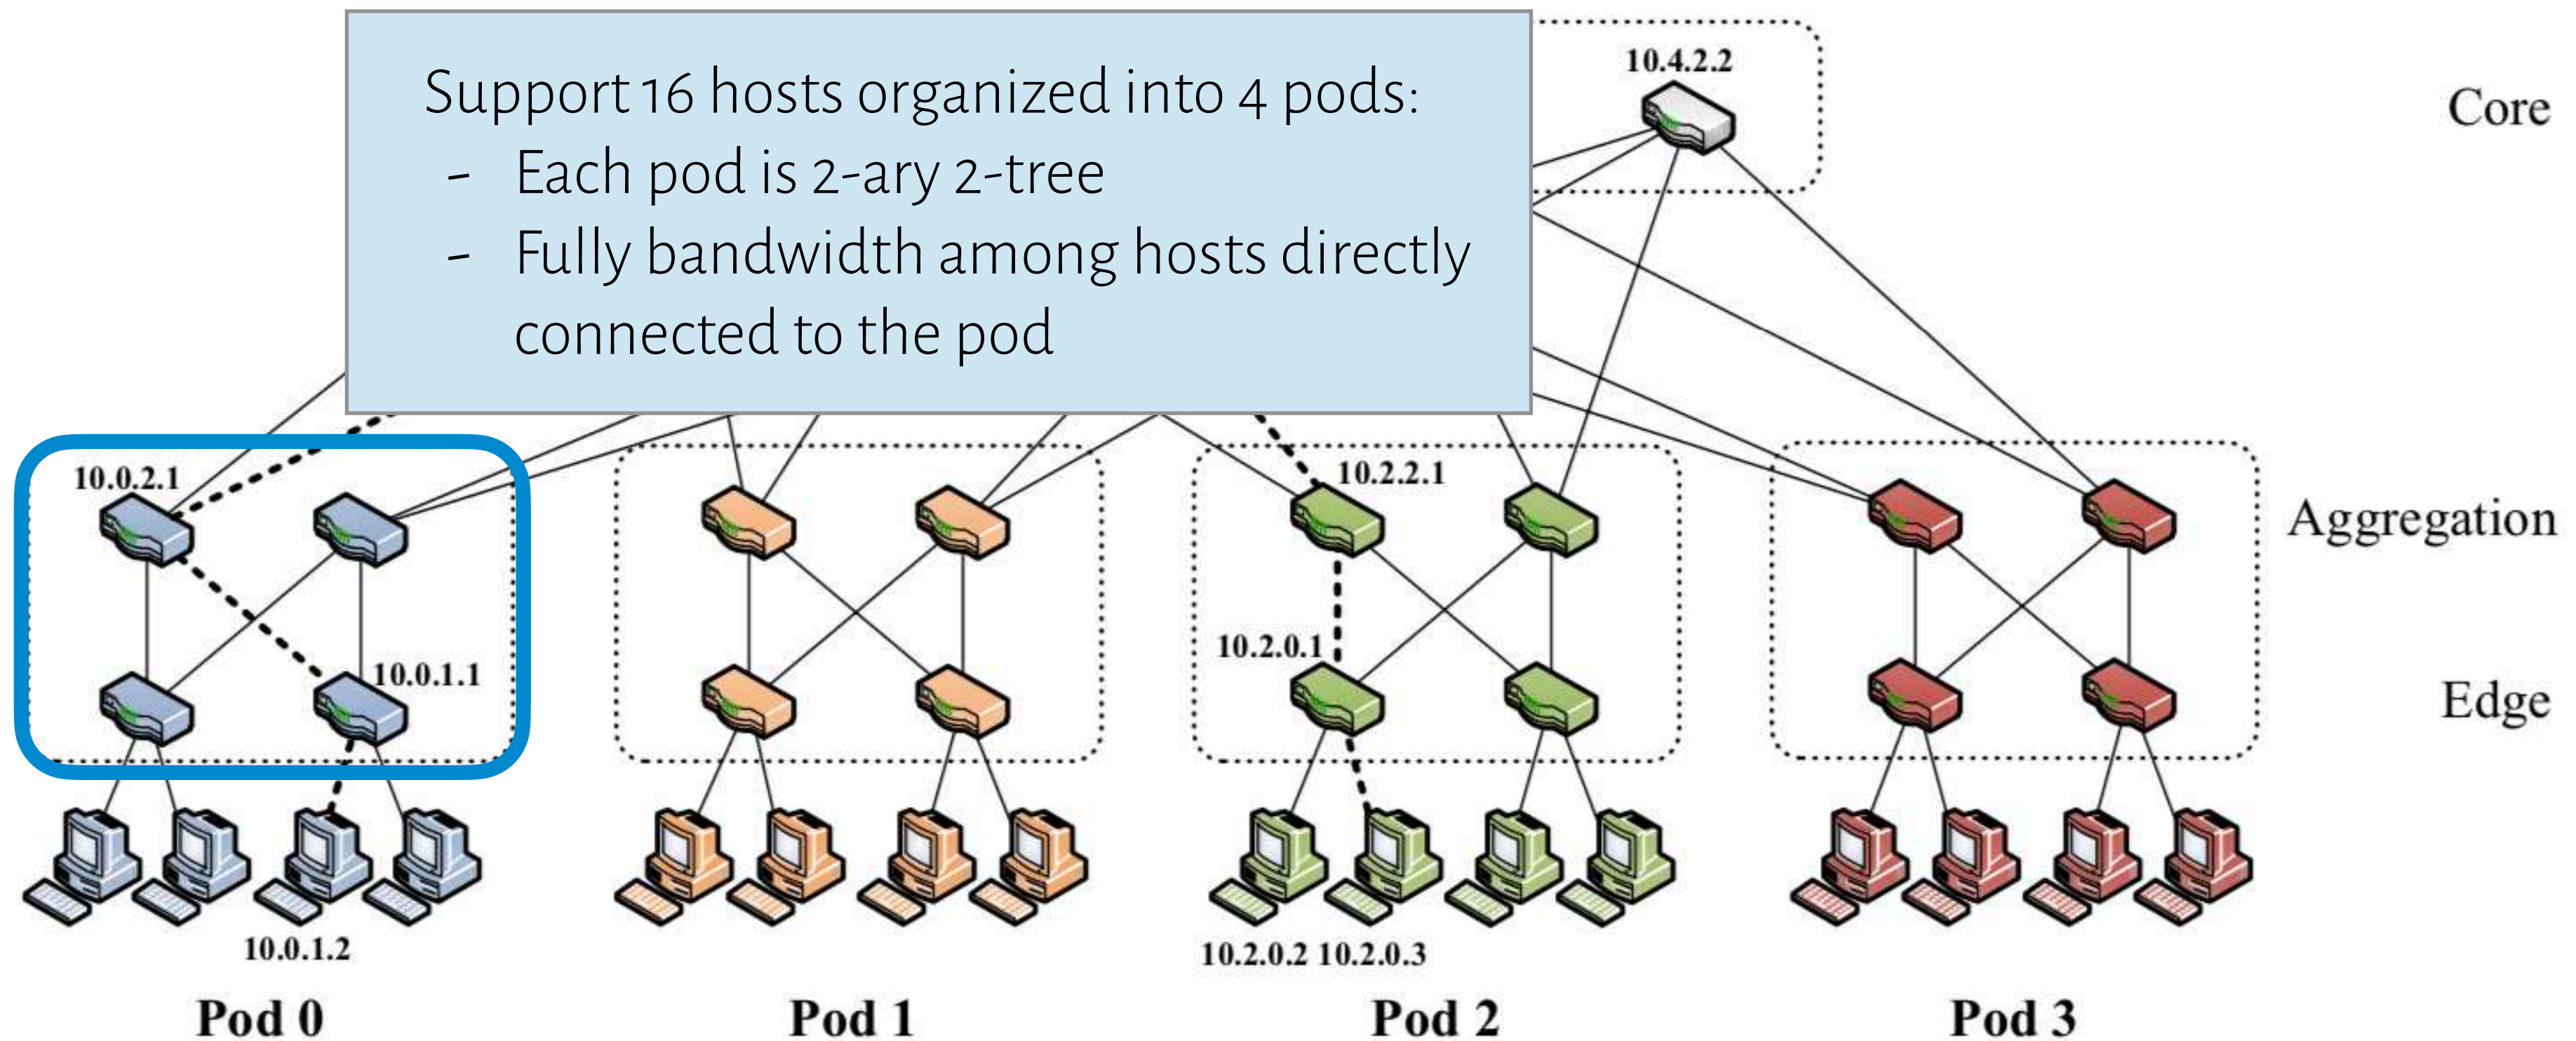 Support 16 hosts organized into 4 pods:
- Each pod is 2-ary 2-tree
- Fully bandwidth among hosts directly
connected to the pod
10.4.2.2
Core
10.0.2.1
10.2.2.1
Aggregation
10.0.1.1
10.2.0.1
Edge
10.0.1.2
10.2.0.2 10.2.0.3
Pod 0
Pod 1
Pod 2
Pod 3